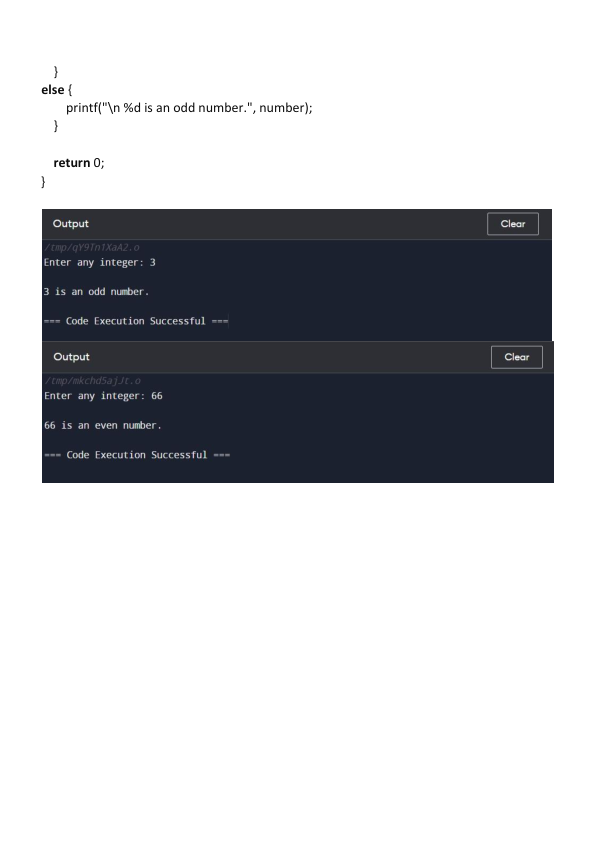 }
else {
printf("\n %d is an odd number.", number);
}
return 0;
}
Output
Clear
/tmp/qY9Tn1XaA2.o
Enter any integer: 3
3 is an odd number.
=== Code Execution Successful ===
Output
Clear
/tmp/mkchd5ajJt.o
Enter any integer: 66
66 is an even number.
=== Code Execution Successful ===